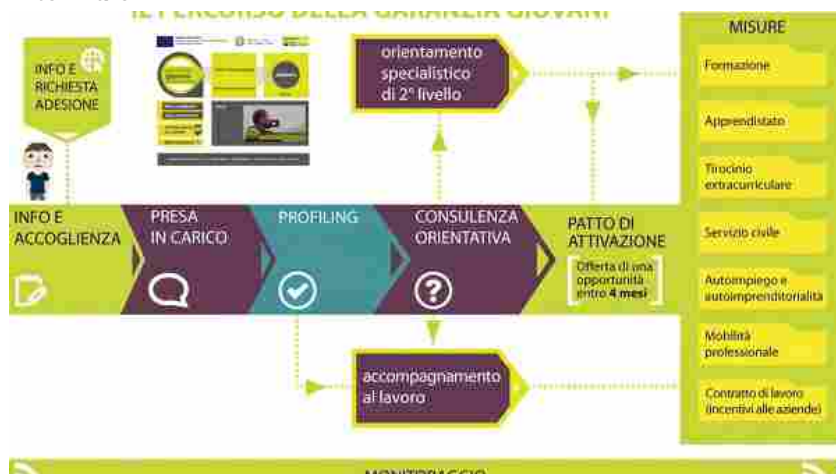 IL PERCORSO DELLA GARANZIA GIOVANI
INFO E
RICHIESTA
ADESIONE
orientamento
specialistico
di 2° livello
MISURE
Formazione
Apprendistato
Tirocinio
extracurriculare
Servizio civile
Autoimpiego e
autoimprenditorialità
Mobilità
professionale
Contratto di lavoro
(incentivi alle aziende)
INFO E
ACCOGLIENZA
PRESA
IN CARICO
PROFILING
CONSULENZA
ORIENTATIVA
PATTO DI
ATTIVAZIONE
Offerta di una
opportunità
entro 4 mesi
accompagnamento
al lavoro
MONITORAGGIO